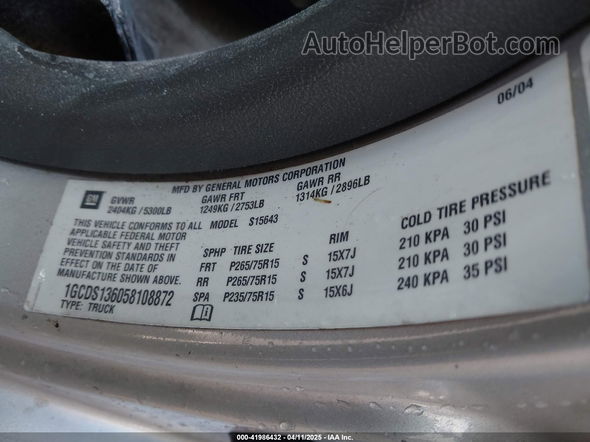 AutoHelperBot.com
06/04
MFD BY GENERAL MOTORS CORPORATION
GM GVWR GAWR FRT GAWR RR
2404KG / 5300LB 1249KG / 2753LB 1314KG / 2896LB
THIS VEHICLE CONFORMS TO ALL MODEL S15643
APPLICABLE FEDERAL MOTOR
VEHICLE SAFETY AND THEFT
PREVENTION STANDARDS IN
EFFECT ON THE DATE OF
MANUFACTURE SHOWN ABOVE.
1GCDS136058108872
TYPE: TRUCK
SPHP TIRE SIZE RIM COLD TIRE PRESSURE
FRT P265/75R15 S 15X7J 210 KPA 30 PSI
RR P265/75R15 S 15X7J 210 KPA 30 PSI
SPA P235/75R15 S 15X6J 240 KPA 35 PSI
000-41986432 - 04/11/2025 - IAA Inc.